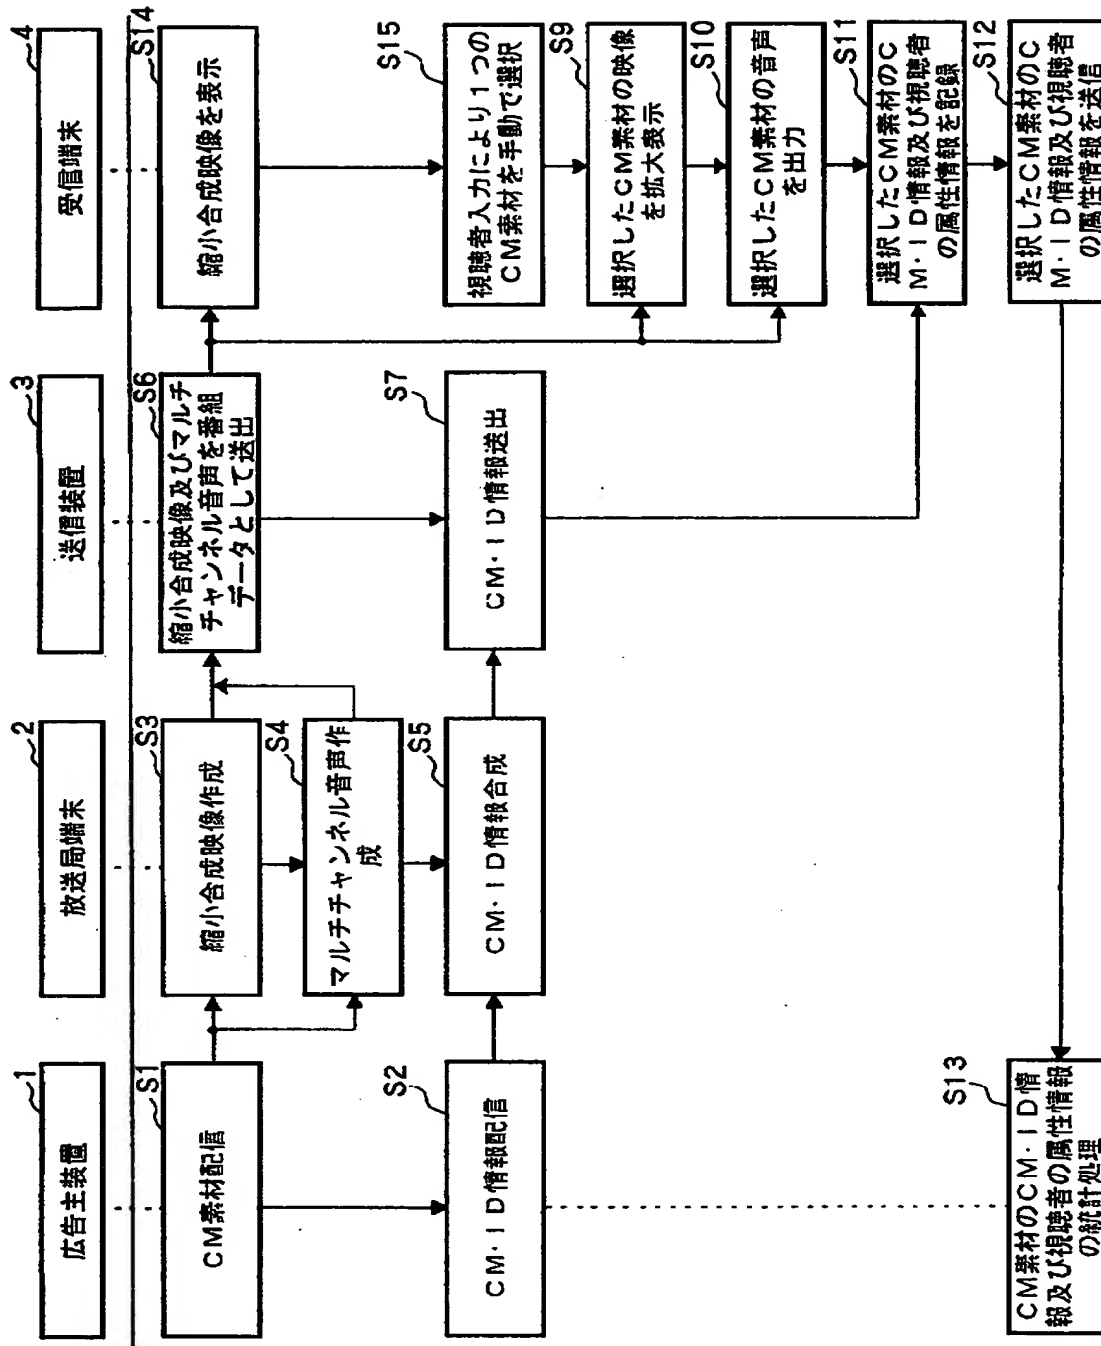 1
広告主装置
2
放送局端末
3
送信装置
4
受信端末
S1
CM素材配信
S2
CM・ID情報配信
S3
縮小合成映像作成
S4
マルチチャンネル音声作
成
S5
CM・ID情報合成
S6
縮小合成映像及びマルチ
チャンネル音声を番組
データとして送出
S7
CM・ID情報送出
S14
縮小合成映像を表示
S15
視聴者入力により1つの
CM素材を手動で選択
S9
選択したCM素材の映像
を拡大表示
S10
選択したCM素材の音声
を出力
S11
選択したCM素材のC
M・ID情報及び視聴者
の属性情報を記録
S12
選択したCM素材のC
M・ID情報及び視聴者
の属性情報を送信
S13
CM素材のCM・ID情
報及び視聴者の属性情報
の統計処理